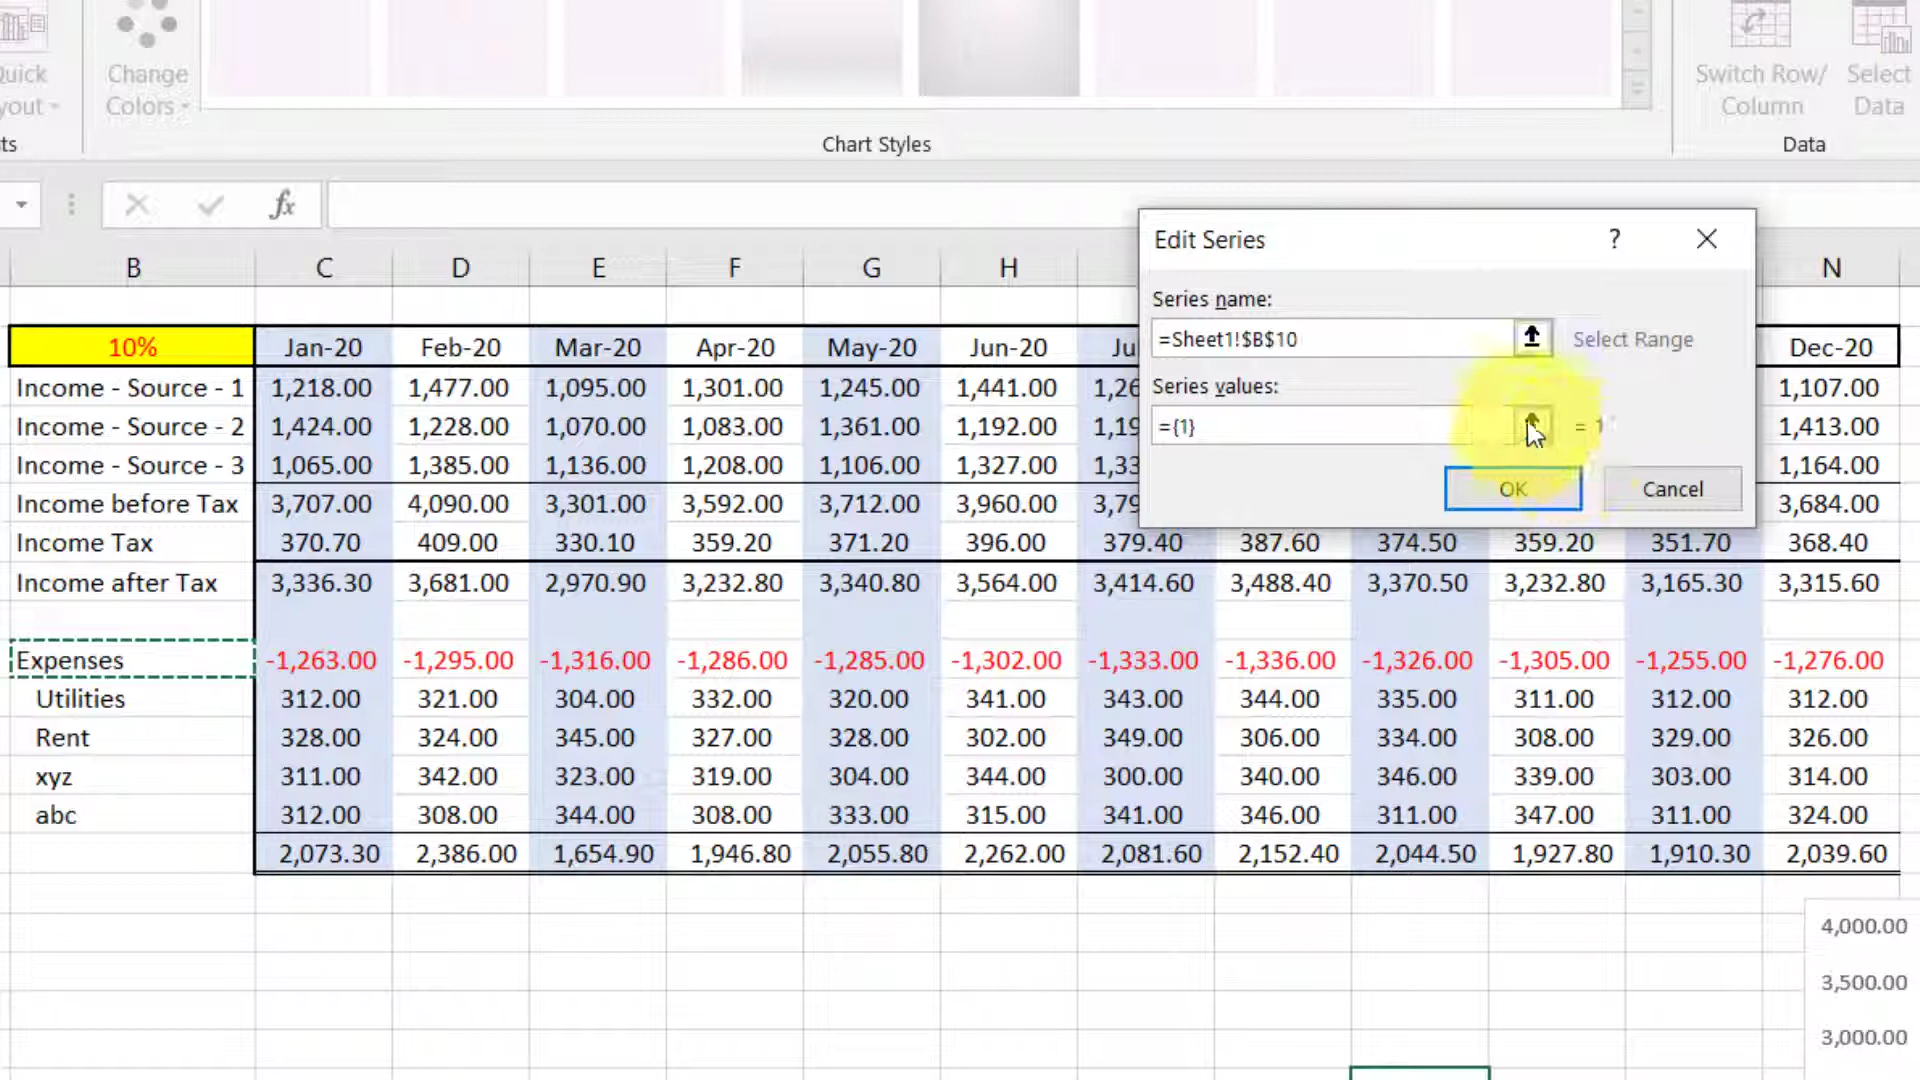 Quick
Layout
Change
Colors
Switch Row/
Column
Select
Data
Chart Styles
Data
fx
Edit Series
?
Series name:
=Sheet1!$B$10
Select Range
Series values:
={1}
= 1
OK
Cancel
B C D E F G H N
10% Jan-20 Feb-20 Mar-20 Apr-20 May-20 Jun-20 Ju Dec-20
Income - Source - 1 1,218.00 1,477.00 1,095.00 1,301.00 1,245.00 1,441.00 1,26 1,107.00
Income - Source - 2 1,424.00 1,228.00 1,070.00 1,083.00 1,361.00 1,192.00 1,19 1,413.00
Income - Source - 3 1,065.00 1,385.00 1,136.00 1,208.00 1,106.00 1,327.00 1,33 1,164.00
Income before Tax 3,707.00 4,090.00 3,301.00 3,592.00 3,712.00 3,960.00 3,79 3,684.00
Income Tax 370.70 409.00 330.10 359.20 371.20 396.00 379.40 387.60 374.50 359.20 351.70 368.40
Income after Tax 3,336.30 3,681.00 2,970.90 3,232.80 3,340.80 3,564.00 3,414.60 3,488.40 3,370.50 3,232.80 3,165.30 3,315.60
Expenses -1,263.00 -1,295.00 -1,316.00 -1,286.00 -1,285.00 -1,302.00 -1,333.00 -1,336.00 -1,326.00 -1,305.00 -1,255.00 -1,276.00
Utilities 312.00 321.00 304.00 332.00 320.00 341.00 343.00 344.00 335.00 311.00 312.00 312.00
Rent 328.00 324.00 345.00 327.00 328.00 302.00 349.00 306.00 334.00 308.00 329.00 326.00
xyz 311.00 342.00 323.00 319.00 304.00 344.00 300.00 340.00 346.00 339.00 303.00 314.00
abc 312.00 308.00 344.00 308.00 333.00 315.00 341.00 346.00 311.00 347.00 311.00 324.00
2,073.30 2,386.00 1,654.90 1,946.80 2,055.80 2,262.00 2,081.60 2,152.40 2,044.50 1,927.80 1,910.30 2,039.60
4,000.00
3,500.00
3,000.00